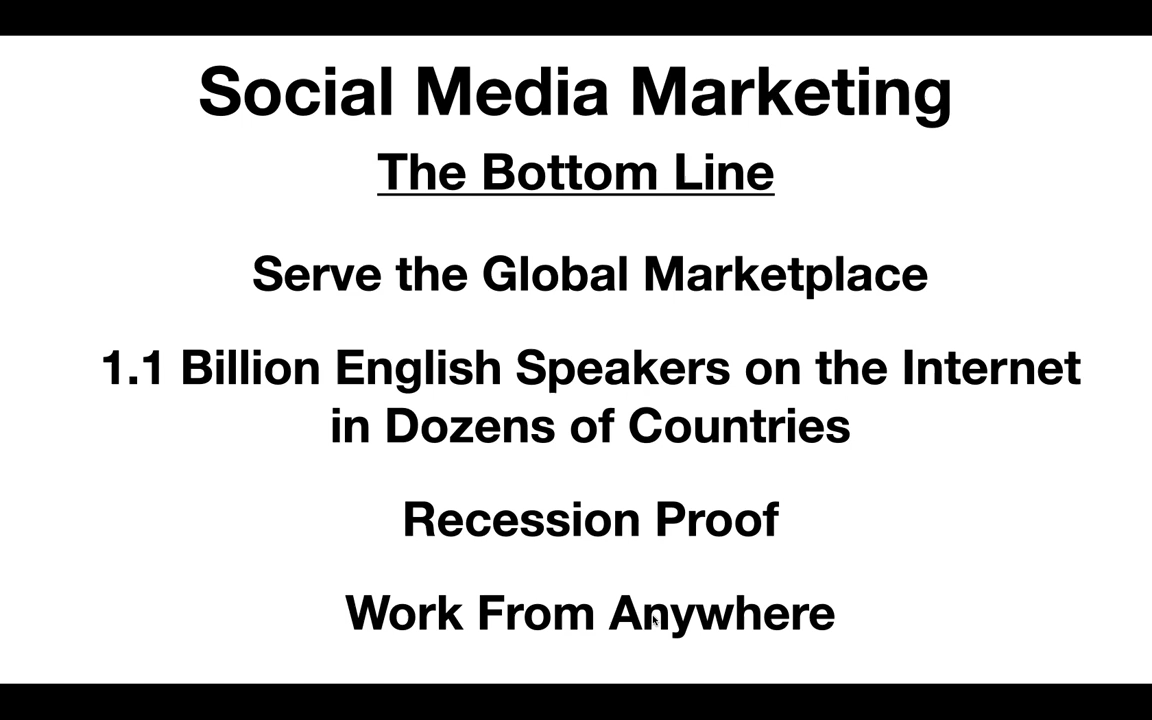 Social Media Marketing
The Bottom Line
Serve the Global Marketplace
1.1 Billion English Speakers on the Internet
in Dozens of Countries
Recession Proof
Work From Anywhere